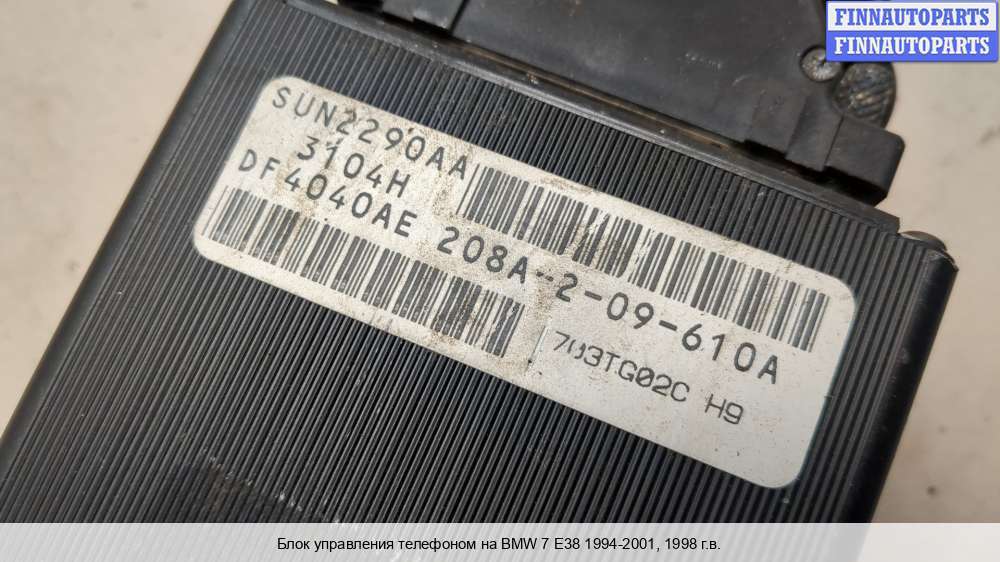 FINNAUTOPARTS
FINNAUTOPARTS
SUN2290AA
3104H
DF4040AE 208A-2-09-610A
703TG02C H9
Блок управления телефоном на BMW 7 E38 1994-2001, 1998 г.в.